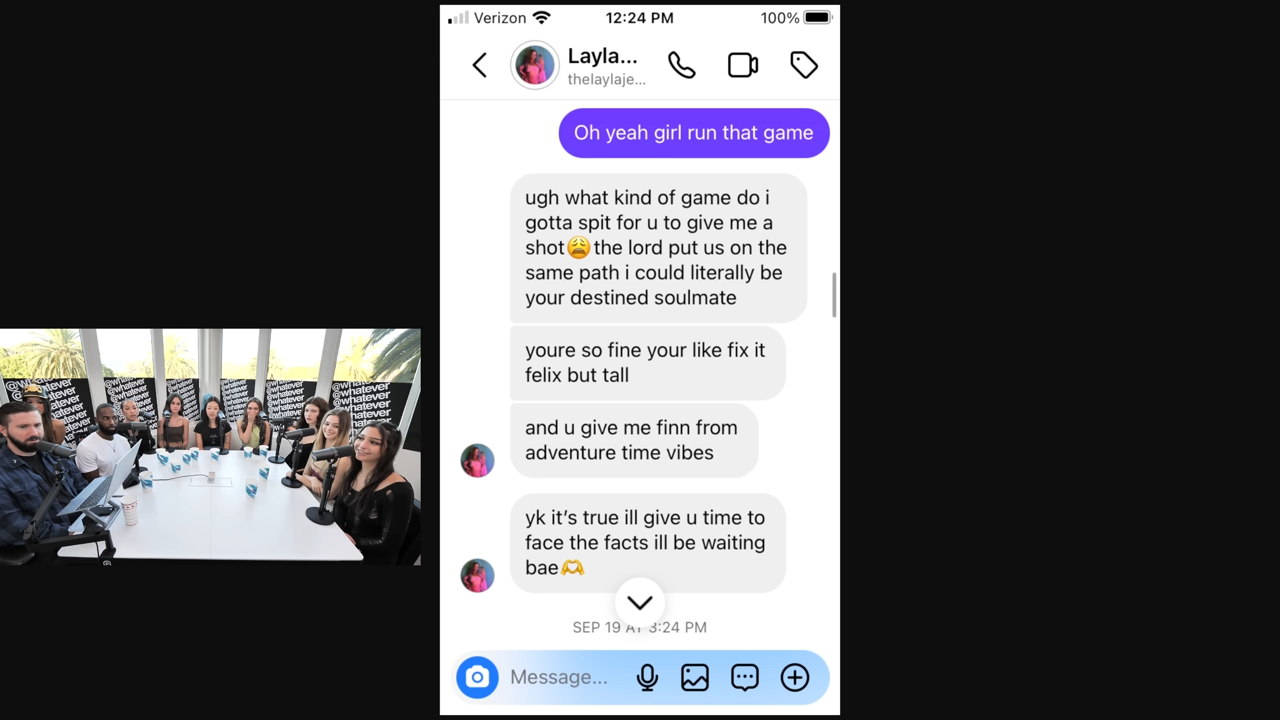 Verizon 12:24 PM 100%
Layla...
thelaylaje...
Oh yeah girl run that game
ugh what kind of game do i
gotta spit for u to give me a
shot😩the lord put us on the
same path i could literally be
your destined soulmate
youre so fine your like fix it
felix but tall
and u give me finn from
adventure time vibes
yk it's true ill give u time to
face the facts ill be waiting
bae🫶
SEP 19 AT 3:24 PM
Message...
@whatever
@whatever
@whatever
@whatever
@whatever
@whatever